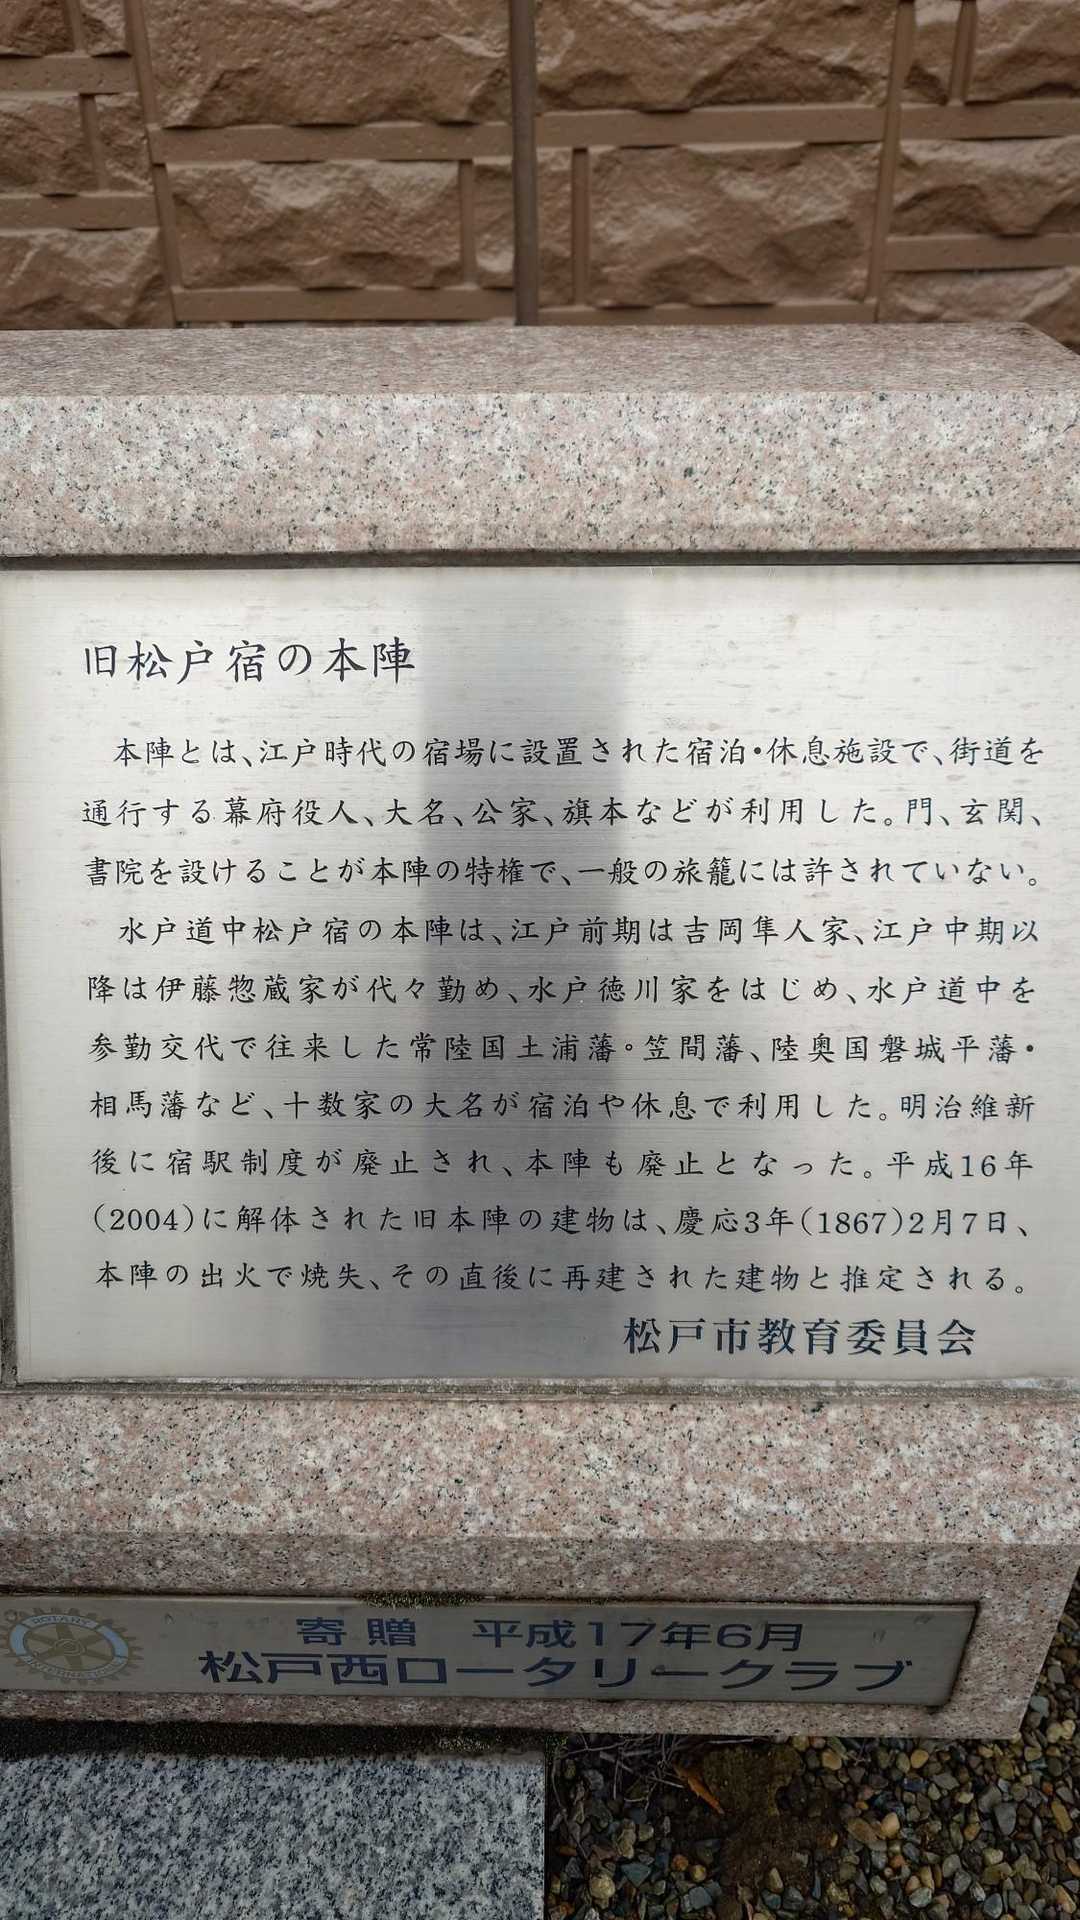 旧松戸宿の本陣
本陣とは、江戸時代の宿場に設置された宿泊・休息施設で、街道を
通行する幕府役人、大名、公家、旗本などが利用した。門、玄関、
書院を設けることが本陣の特権で、一般の旅籠には許されていない。
水戸道中松戸宿の本陣は、江戸前期は吉岡隼人家、江戸中期以
降は伊藤惣蔵家が代々勤め、水戸徳川家をはじめ、水戸道中を
参勤交代で往来した常陸国土浦藩・笠間藩、陸奥国磐城平藩・
相馬藩など、十数家の大名が宿泊や休息で利用した。明治維新
後に宿駅制度が廃止され、本陣も廃止となった。平成16年
(2004)に解体された旧本陣の建物は、慶応3年(1867)2月7日、
本陣の出火で焼失、その直後に再建された建物と推定される。
松戸市教育委員会
ROTARY
INTERNATIONAL
寄贈 平成17年6月
松戸西ロータリークラブ